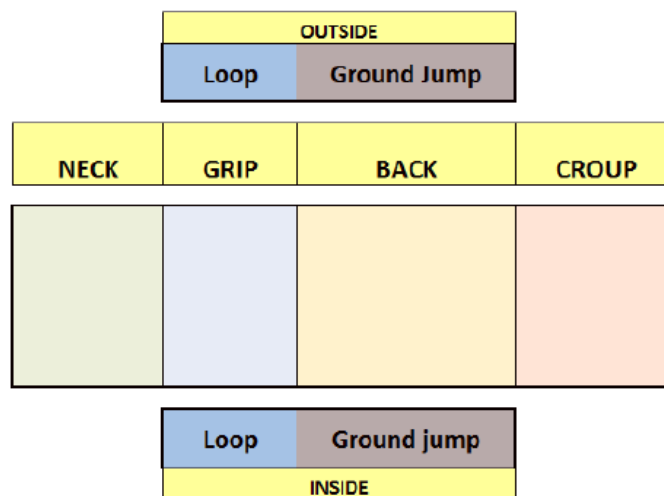 OUTSIDE
Loop Ground Jump
NECK GRIP BACK CROUP
Loop Ground jump
INSIDE